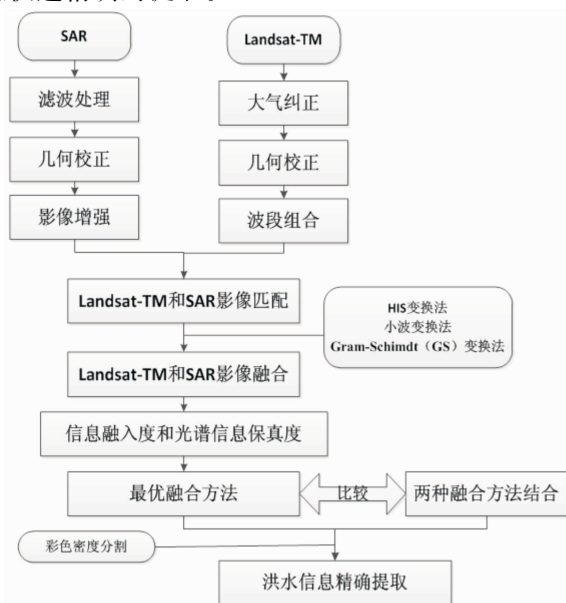 SAR
Landsat-TM
滤波处理
大气纠正
几何校正
几何校正
影像增强
波段组合
Landsat-TM和SAR影像匹配
HIS变换法
小波变换法
Gram-Schimdt（GS）变换法
Landsat-TM和SAR影像融合
信息融入度和光谱信息保真度
最优融合方法
比较
两种融合方法结合
彩色密度分割
洪水信息精确提取